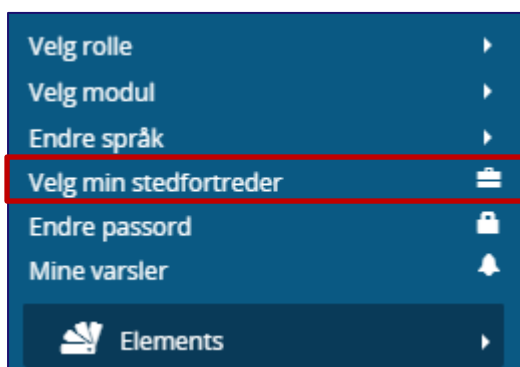 Velg rolle
Velg modul
Endre språk
Velg min stedfortreder
Endre passord
Mine varsler
Elements